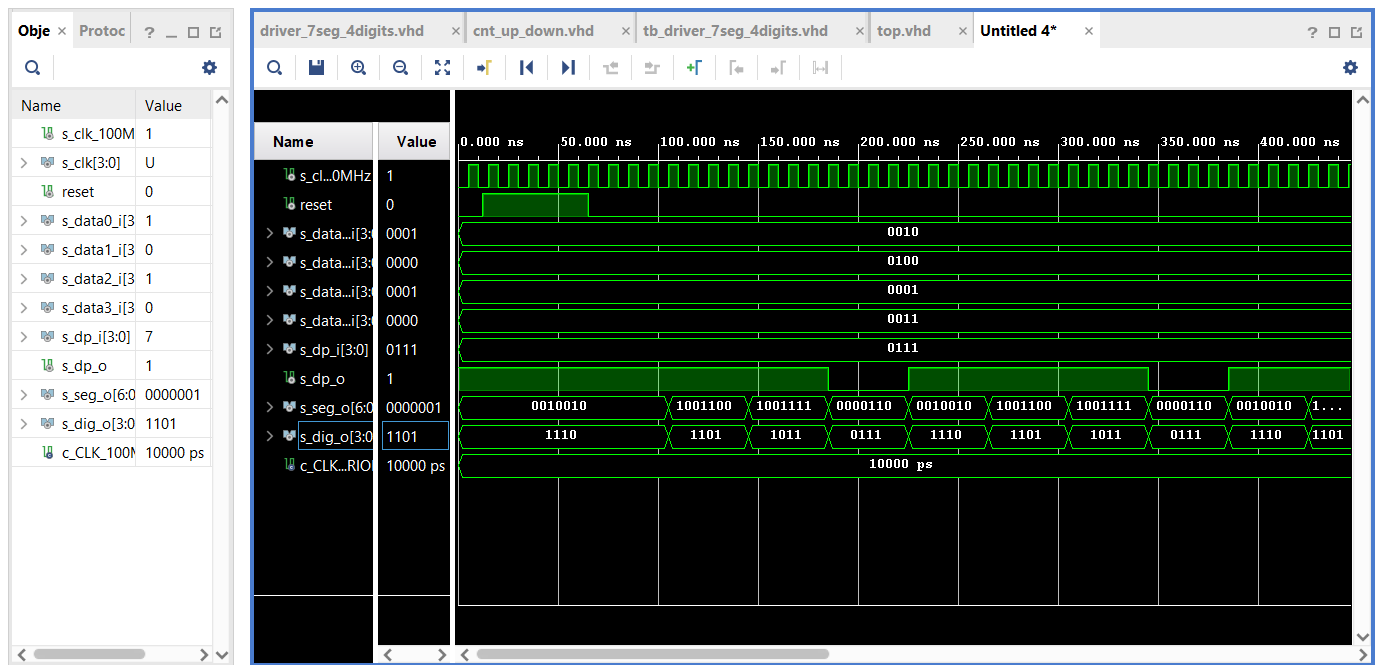 Obje Protoc ?
Name Value
s_clk_100M 1
s_clk[3:0] U
reset 0
s_data0_i[3 1
s_data1_i[3 0
s_data2_i[3 1
s_data3_i[3 0
s_dp_i[3:0] 7
s_dp_o 1
s_seg_o[6:0 0000001
s_dig_o[3:0 1101
c_CLK_100M 10000 ps
driver_7seg_4digits.vhd cnt_up_down.vhd tb_driver_7seg_4digits.vhd top.vhd Untitled 4* ?
Name Value 0.000 ns 50.000 ns 100.000 ns 150.000 ns 200.000 ns 250.000 ns 300.000 ns 350.000 ns 400.000 ns
s_cl...0MHz 1
reset 0
s_data...i[3:0 0001 0010
s_data...i[3:0 0000 0100
s_data...i[3:0 0001 0001
s_data...i[3:0 0000 0011
s_dp_i[3:0] 0111 0111
s_dp_o 1
s_seg_o[6:0 0000001 0010010 1001100 1001111 0000110 0010010 1001100 1001111 0000110 0010010 1...
s_dig_o[3:0 1101 1110 1101 1011 0111 1110 1101 1011 0111 1110 1101
c_CLK...RIOD 10000 ps 10000 ps